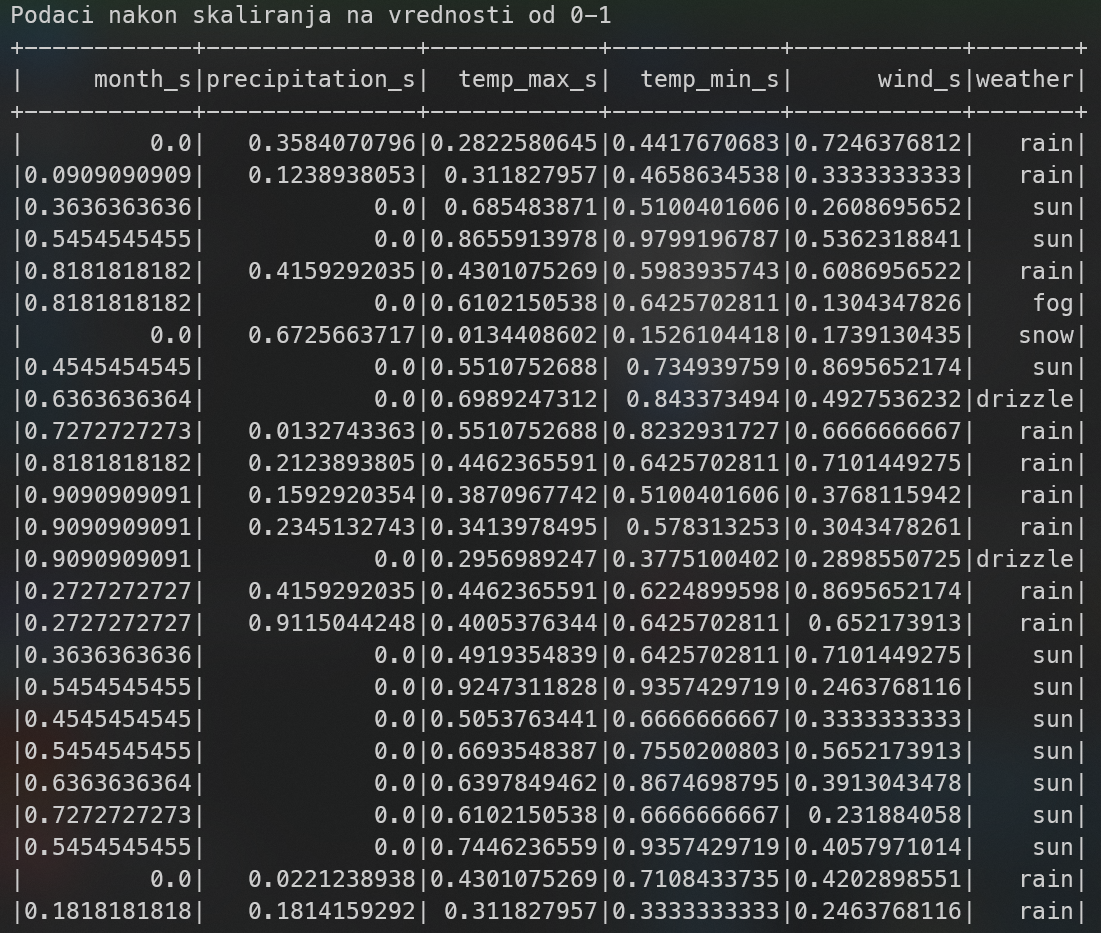 Podaci nakon skaliranja na vrednosti od 0-1
+------------+----------------+------------+------------+------------+-------+
|     month_s|precipitation_s|  temp_max_s|  temp_min_s|      wind_s|weather|
+------------+----------------+------------+------------+------------+-------+
|         0.0|   0.3584070796|0.2822580645|0.4417670683|0.7246376812|   rain|
|0.0909090909|   0.1238938053| 0.311827957|0.4658634538|0.3333333333|   rain|
|0.3636363636|            0.0| 0.685483871|0.5100401606|0.2608695652|    sun|
|0.5454545455|            0.0|0.8655913978|0.9799196787|0.5362318841|    sun|
|0.8181818182|   0.4159292035|0.4301075269|0.5983935743|0.6086956522|   rain|
|0.8181818182|            0.0|0.6102150538|0.6425702811|0.1304347826|    fog|
|         0.0|   0.6725663717|0.0134408602|0.1526104418|0.1739130435|   snow|
|0.4545454545|            0.0|0.5510752688| 0.734939759|0.8695652174|    sun|
|0.6363636364|            0.0|0.6989247312| 0.843373494|0.4927536232|drizzle|
|0.7272727273|   0.0132743363|0.5510752688|0.8232931727|0.6666666667|   rain|
|0.8181818182|   0.2123893805|0.4462365591|0.6425702811|0.7101449275|   rain|
|0.9090909091|   0.1592920354|0.3870967742|0.5100401606|0.3768115942|   rain|
|0.9090909091|   0.2345132743|0.3413978495| 0.578313253|0.3043478261|   rain|
|0.9090909091|            0.0|0.2956989247|0.3775100402|0.2898550725|drizzle|
|0.2727272727|   0.4159292035|0.4462365591|0.6224899598|0.8695652174|   rain|
|0.2727272727|   0.9115044248|0.4005376344|0.6425702811| 0.652173913|   rain|
|0.3636363636|            0.0|0.4919354839|0.6425702811|0.7101449275|    sun|
|0.5454545455|            0.0|0.9247311828|0.9357429719|0.2463768116|    sun|
|0.4545454545|            0.0|0.5053763441|0.6666666667|0.3333333333|    sun|
|0.5454545455|            0.0|0.6693548387|0.7550200803|0.5652173913|    sun|
|0.6363636364|            0.0|0.6397849462|0.8674698795|0.3913043478|    sun|
|0.7272727273|            0.0|0.6102150538|0.6666666667| 0.231884058|    sun|
|0.5454545455|            0.0|0.7446236559|0.9357429719|0.4057971014|    sun|
|         0.0|   0.0221238938|0.4301075269|0.7108433735|0.4202898551|   rain|
|0.1818181818|   0.1814159292| 0.311827957|0.3333333333|0.2463768116|   rain|